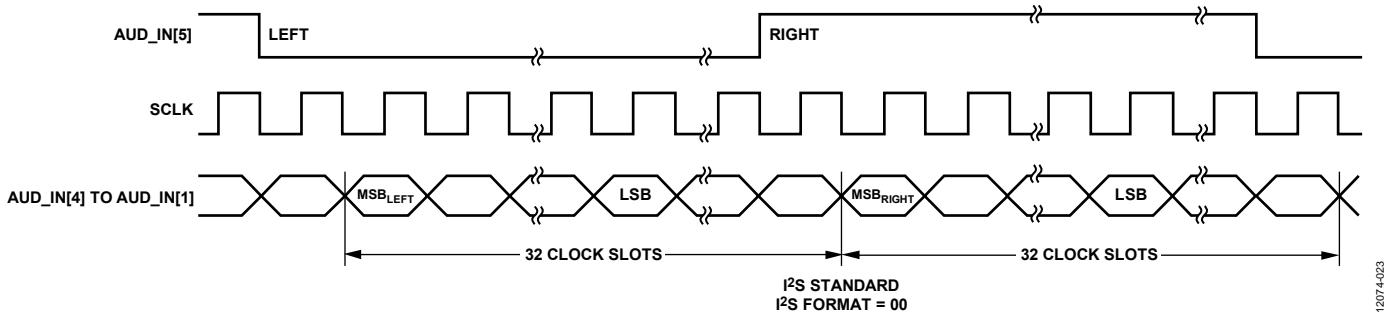 AUD_IN[5]
LEFT
RIGHT
SCLK
AUD_IN[4] TO AUD_IN[1]
MSBLEFT
LSB
MSBRIGHT
LSB
32 CLOCK SLOTS
32 CLOCK SLOTS
I2S STANDARD
I2S FORMAT = 00
12074-023